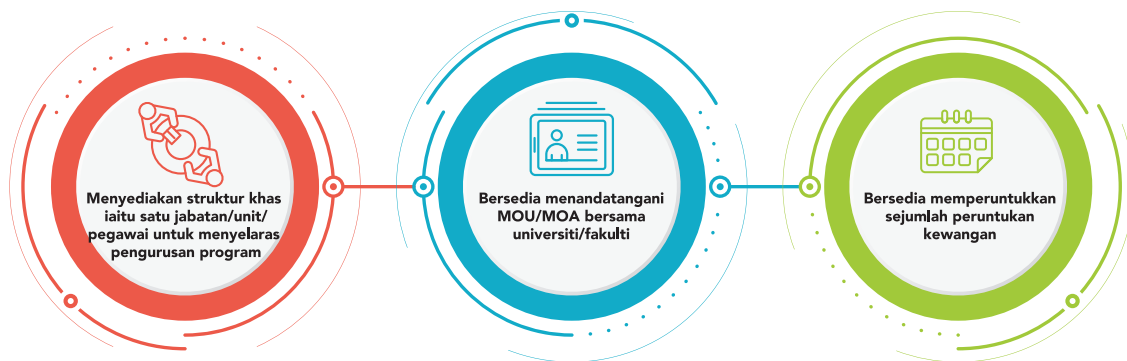 Menyediakan struktur khas
iaitu satu jabatan/unit/
pegawai untuk menyelaras
pengurusan program
Bersedia menandatangani
MOU/MOA bersama
universiti/fakulti
Bersedia memperuntukkan
sejumlah peruntukan
kewangan